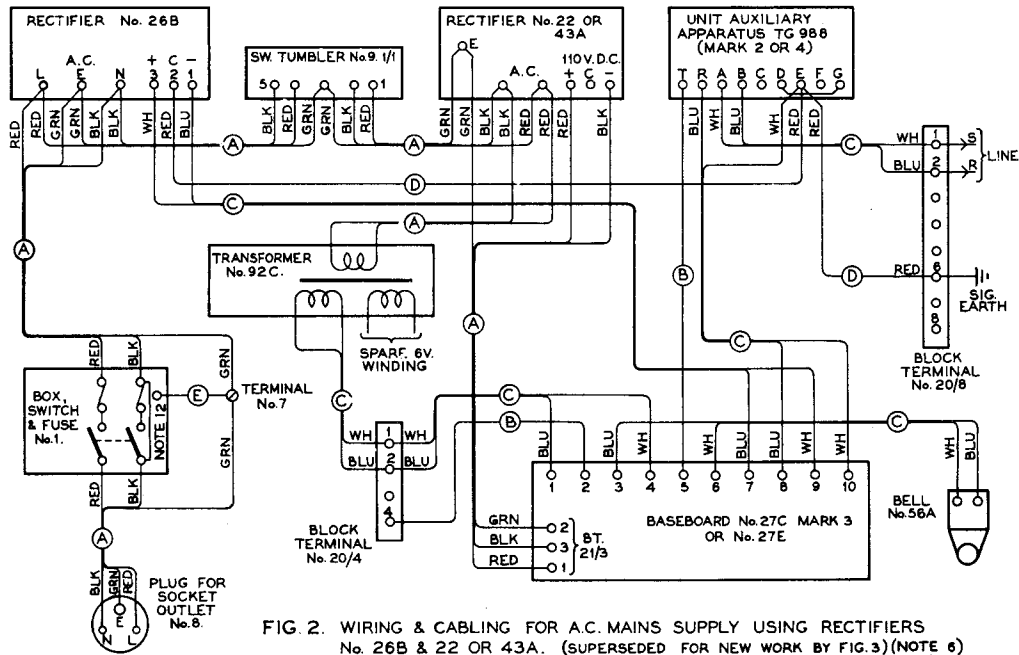 RECTIFIER No. 26B
RECTIFIER No. 22 OR
43A
UNIT AUXILIARY
APPARATUS TG 988
(MARK 2 OR 4)
A.C. + C -
L E N 3 2 1
SW. TUMBLER No. 9. 1/1
5 1
E
A.C.
110 V. D.C.
+ C -
T R A B C D E F G
RED RED GRN GRN BLK BLK WH RED BLU
BLK RED GRN BLK RED
GRN GRN BLK BLK RED RED RED BLK
BLU BLU WH BLU WH RED RED
A A C
D
C
A
A
WH 1 S
BLU 2 R
LINE
RED 6
8
SIG.
EARTH
D
BLOCK
TERMINAL
No. 20/8
TRANSFORMER
No. 92C.
SPARE 6V.
WINDING
A
B
C
RED BLK GRN
BOX,
SWITCH
& FUSE
No. 1.
NOTE 12
E
TERMINAL
No. 7
GRN
RED BLK
A
C
C
B
C
WH 1 WH
BLU 2 BLU
4
BLOCK
TERMINAL
No. 20/4
BLU BLU BLU WH BLU WH BLU BLU WH WH
1 2 3 4 5 6 7 8 9 10
WH BLU
BELL
No. 56A
BASEBOARD No. 27C MARK 3
OR No. 27E
GRN 2
BLK 3
RED 1
BT.
21/3
BLK GRN RED
E
N L
PLUG FOR
SOCKET
OUTLET
No. 8.
FIG. 2. WIRING & CABLING FOR A.C. MAINS SUPPLY USING RECTIFIERS
No. 26B & 22 OR 43A. (SUPERSEDED FOR NEW WORK BY FIG. 3) (NOTE 6)